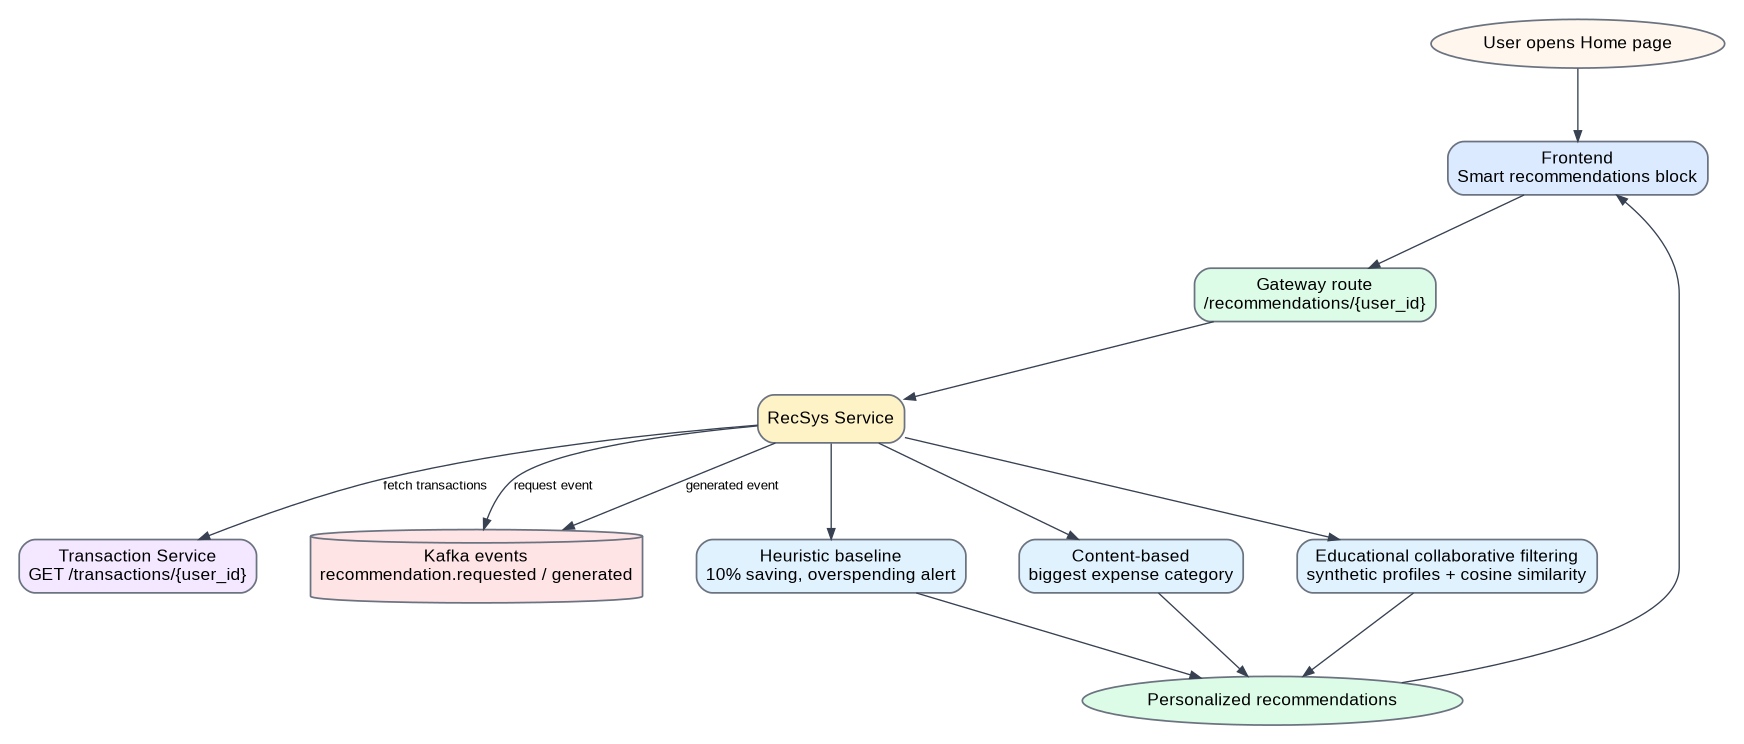 User opens Home page
Frontend
Smart recommendations block
Gateway route
/recommendations/{user_id}
RecSys Service
fetch transactions
request event
generated event
Transaction Service
GET /transactions/{user_id}
Kafka events
recommendation.requested / generated
Heuristic baseline
10% saving, overspending alert
Content-based
biggest expense category
Educational collaborative filtering
synthetic profiles + cosine similarity
Personalized recommendations